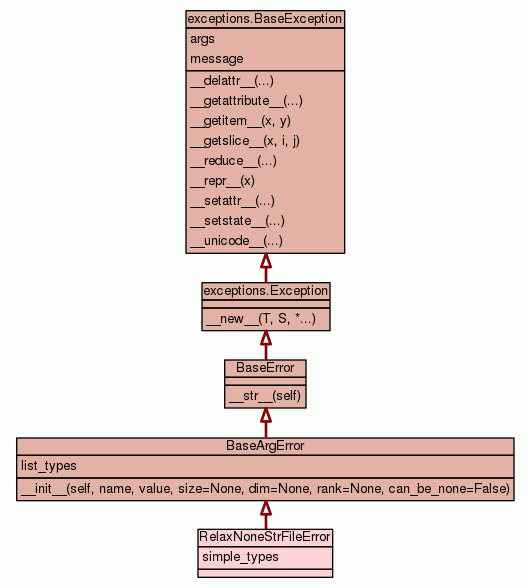 exceptions.BaseException
args
message
__delattr__(...)
__getattribute__(...)
__getitem__(x, y)
__getslice__(x, i, j)
__reduce__(...)
__repr__(x)
__setattr__(...)
__setstate__(...)
__unicode__(...)
exceptions.Exception
__new__(T, S, *...)
BaseError
__str__(self)
BaseArgError
list_types
__init__(self, name, value, size=None, dim=None, rank=None, can_be_none=False)
RelaxNoneStrFileError
simple_types